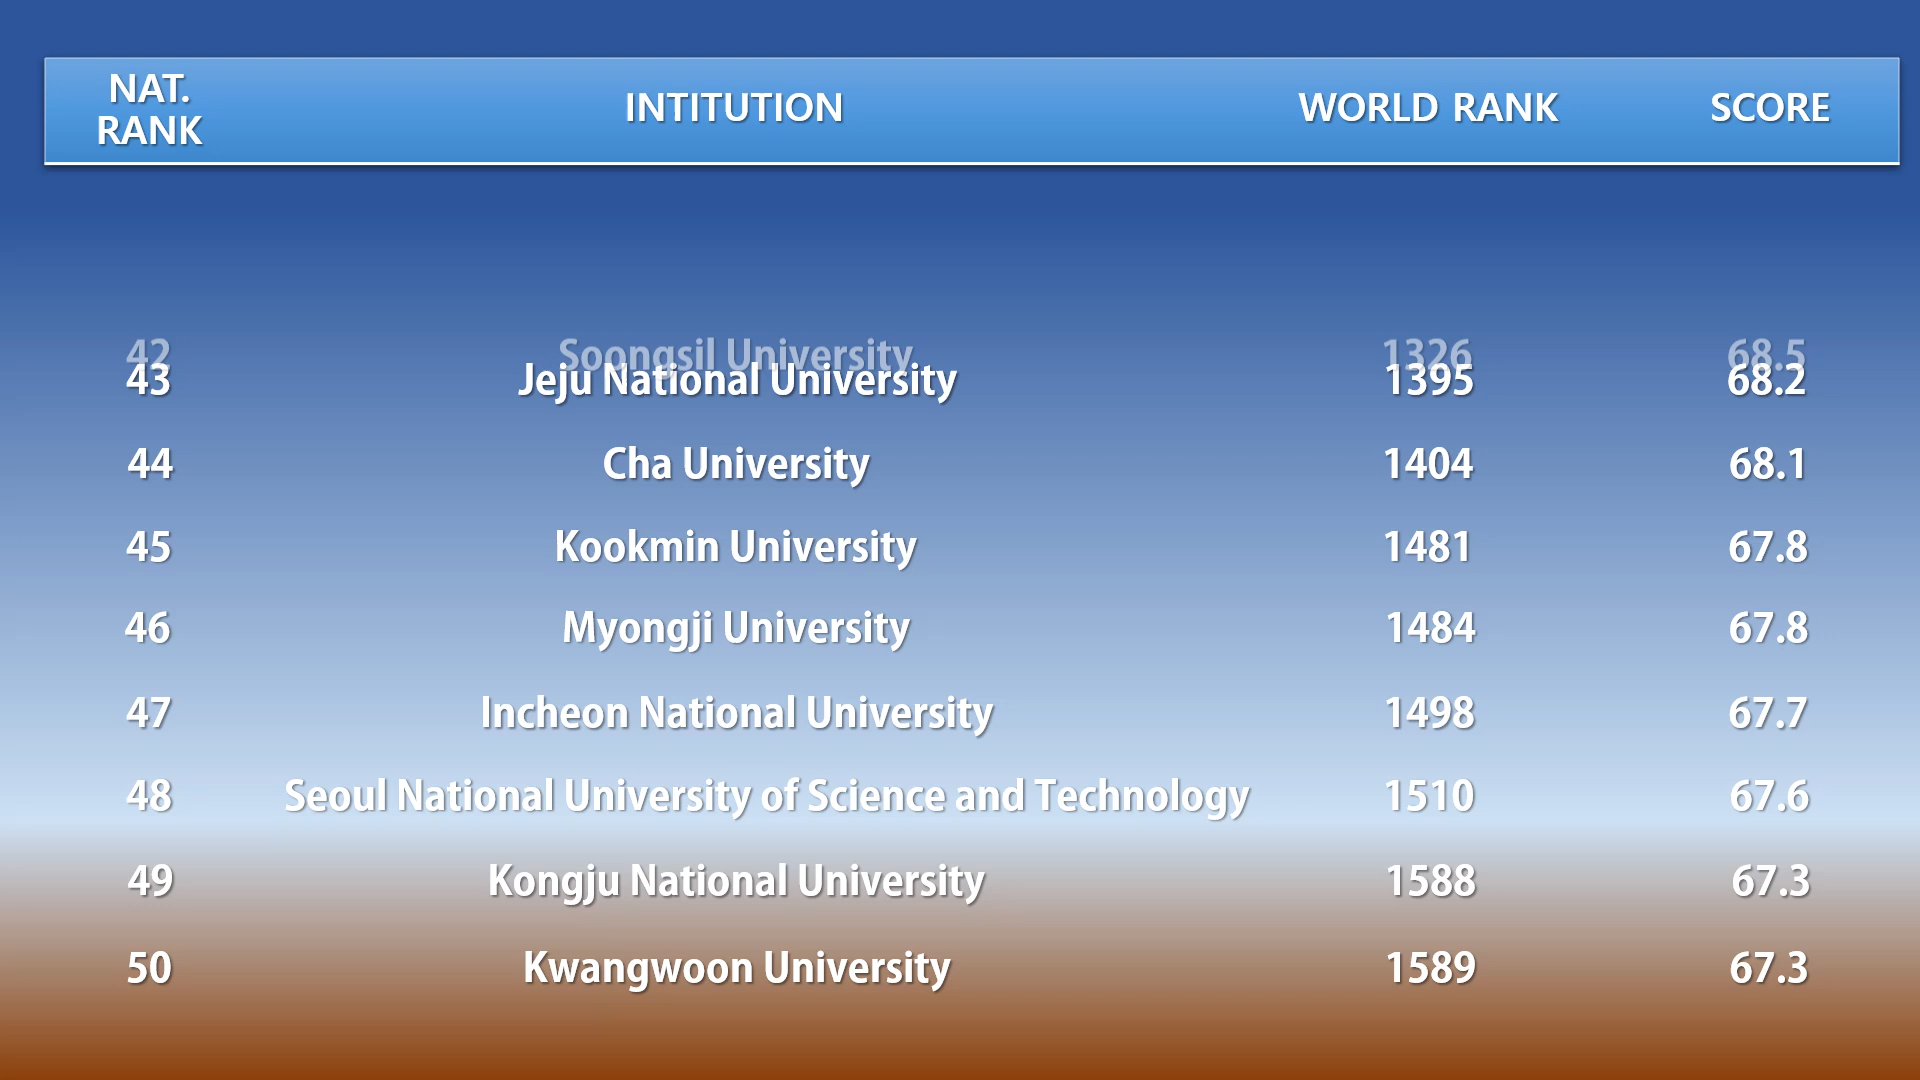 NAT. RANK INTITUTION WORLD RANK SCORE
42 Soongsil University 1326 68.5
43 Jeju National University 1395 68.2
44 Cha University 1404 68.1
45 Kookmin University 1481 67.8
46 Myongji University 1484 67.8
47 Incheon National University 1498 67.7
48 Seoul National University of Science and Technology 1510 67.6
49 Kongju National University 1588 67.3
50 Kwangwoon University 1589 67.3